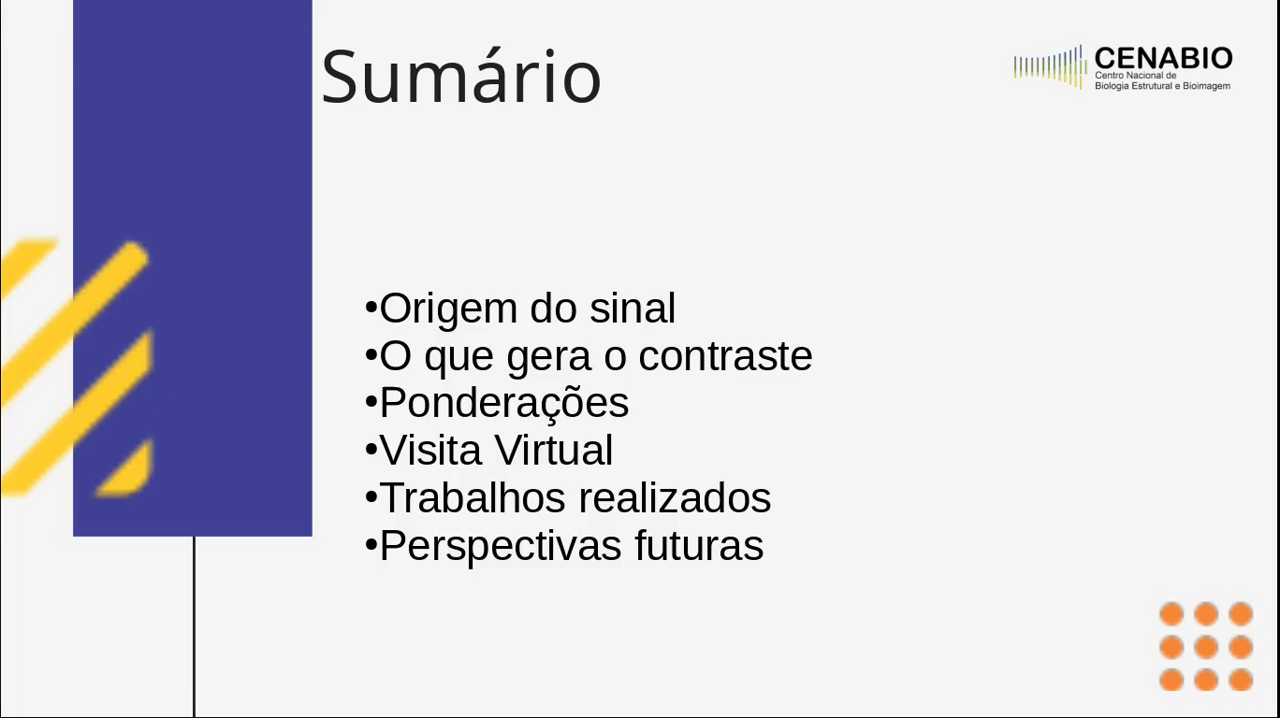 Sumário
CENABIO
Centro Nacional de
Biologia Estrutural e Bioimagem
•Origem do sinal
•O que gera o contraste
•Ponderações
•Visita Virtual
•Trabalhos realizados
•Perspectivas futuras